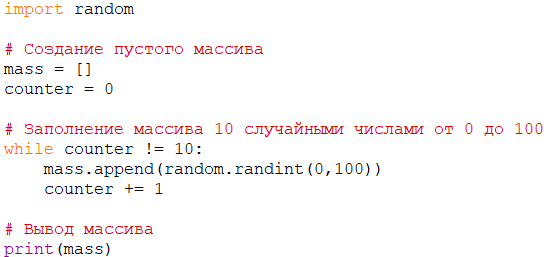 import random

# Создание пустого массива
mass = []
counter = 0

# Заполнение массива 10 случайными числами от 0 до 100
while counter != 10:
    mass.append(random.randint(0,100))
    counter += 1

# Вывод массива
print(mass)